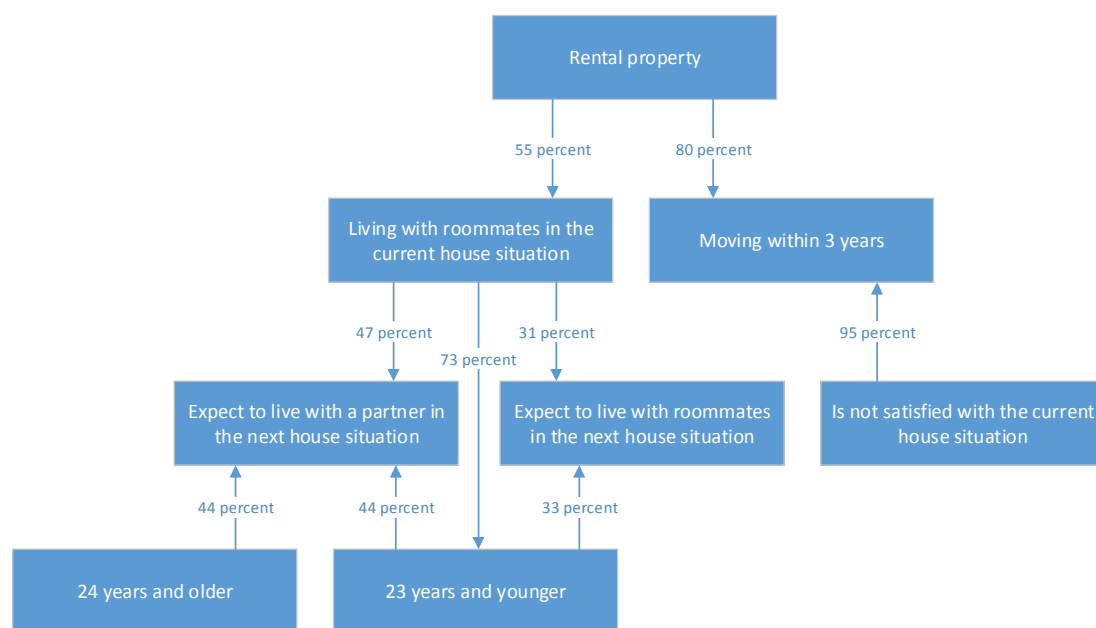 Rental property
55 percent
80 percent
Living with roommates in the
current house situation
Moving within 3 years
47 percent
31 percent
95 percent
73 percent
Expect to live with a partner in
the next house situation
Expect to live with roommates
in the next house situation
Is not satisfied with the current
house situation
44 percent
44 percent
33 percent
24 years and older
23 years and younger